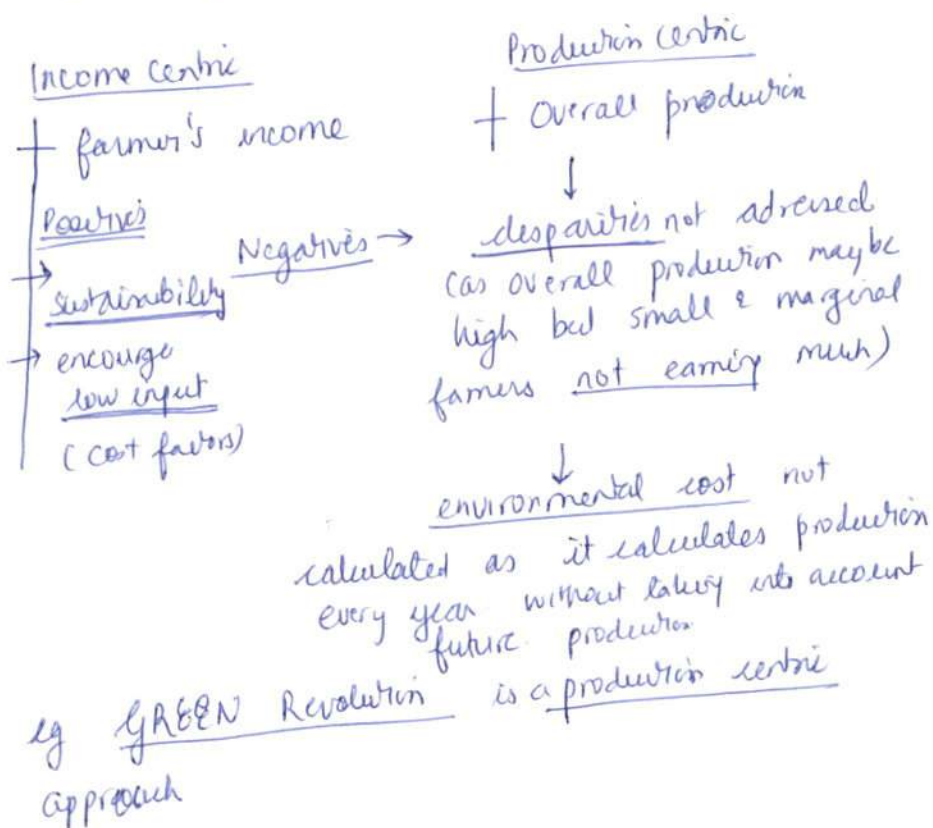 Income Centric
+ farmer's income
Positives
→ sustainability
→ encourge
low input
(cost favors)
Production Centric
+ Overall production
↓
Negatives → desparities not adressed
(as overall production maybe
high but small & marginal
famers not earning much)
↓
environmental cost not
calculated as it calculates production
every year without taking into account
future production
eg GREEN Revolution is a production centric
approach